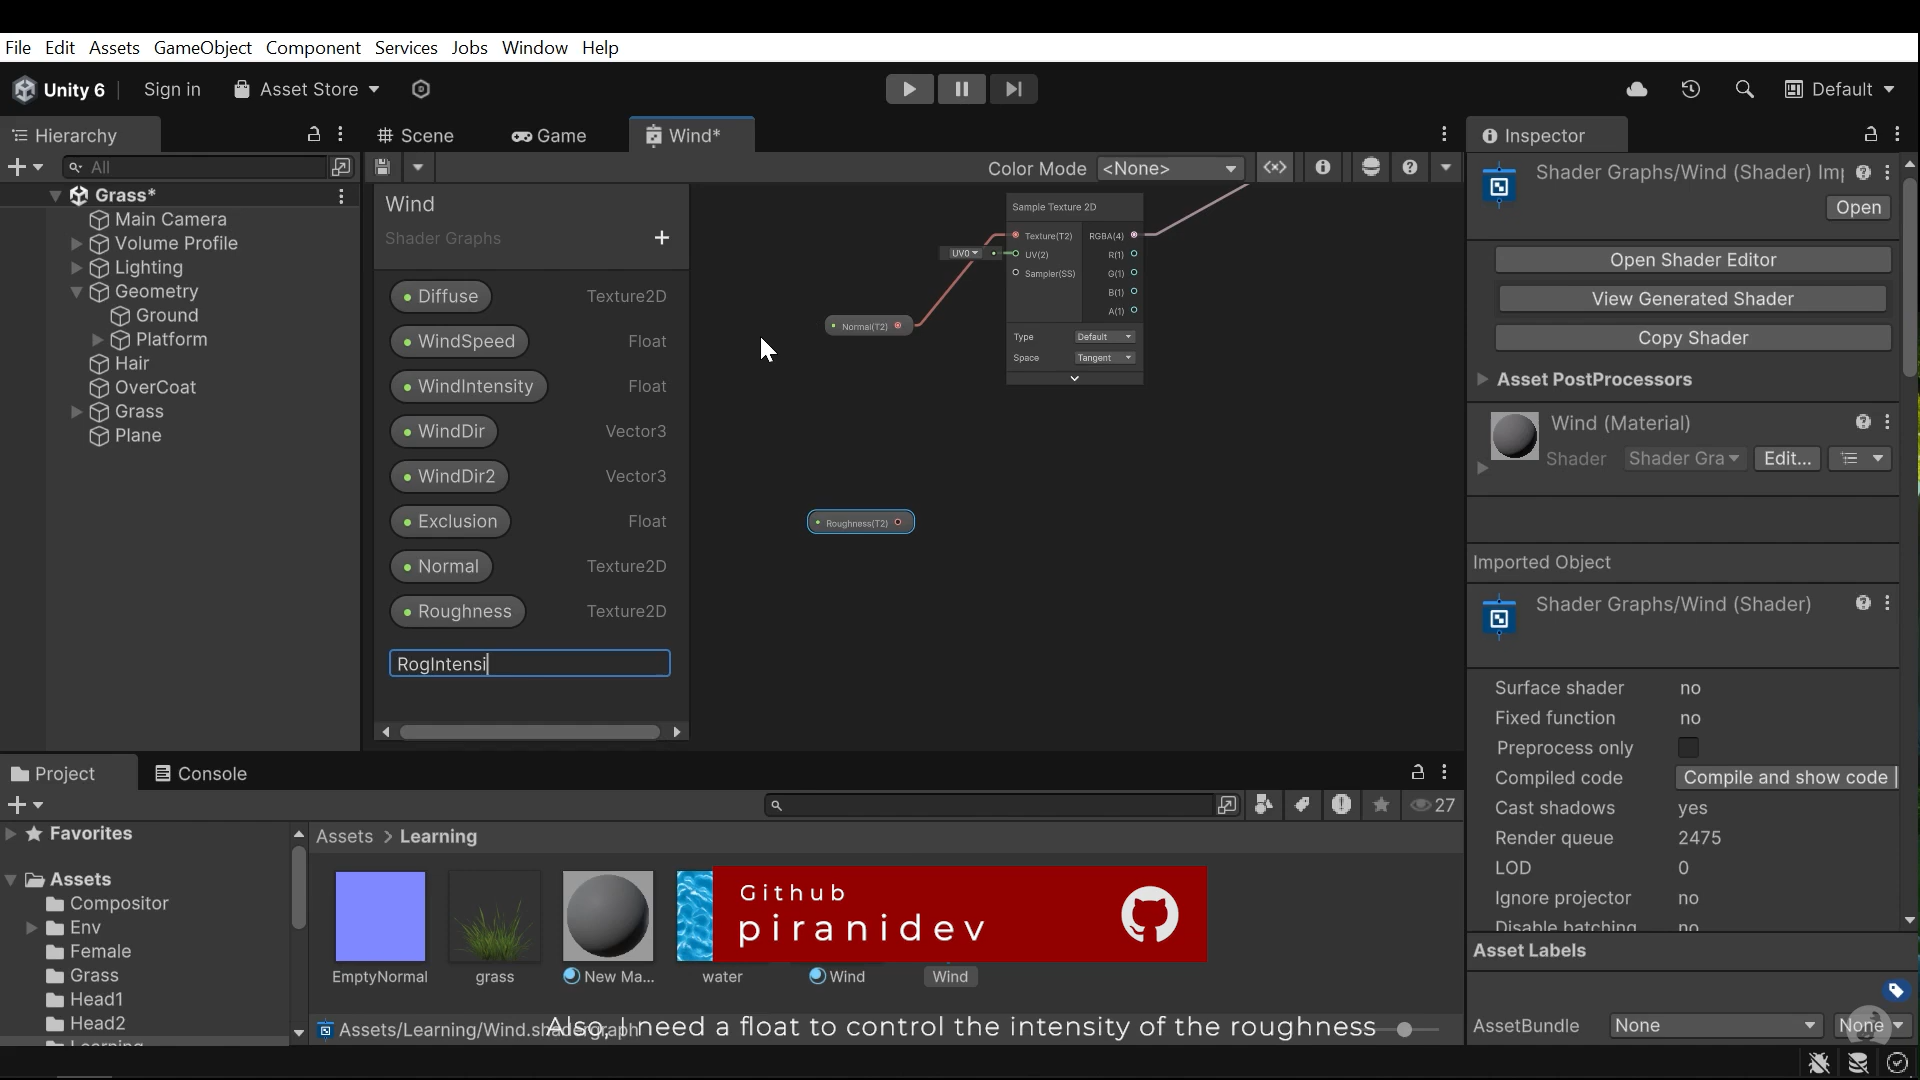 File Edit Assets GameObject Component Services Jobs Window Help
Unity 6 Sign in Asset Store Default
Hierarchy Scene Game Wind* Inspector
All Color Mode <None>
Grass*
Main Camera
Volume Profile
Lighting
Geometry
Ground
Platform
Hair
OverCoat
Grass
Plane
Wind
Shader Graphs
Diffuse Texture2D
WindSpeed Float
WindIntensity Float
WindDir Vector3
WindDir2 Vector3
Exclusion Float
Normal Texture2D
Roughness Texture2D
RogIntensi
Sample Texture 2D
Texture(T2) RGBA(4)
UV0 UV(2) R(1)
Sampler(SS) G(1)
B(1)
A(1)
Type Default
Space Tangent
Normal(T2)
Roughness(T2)
Shader Graphs/Wind (Shader) Im
Open
Open Shader Editor
View Generated Shader
Copy Shader
Asset PostProcessors
Wind (Material)
Shader Shader Gra Edit...
Imported Object
Shader Graphs/Wind (Shader)
Surface shader no
Fixed function no
Preprocess only
Compiled code Compile and show code
Cast shadows yes
Render queue 2475
LOD 0
Ignore projector no
Disable batching no
Asset Labels
AssetBundle None None
Project Console
27
Favorites
Assets
Compositor
Env
Female
Grass
Head1
Head2
Learning
Assets > Learning
EmptyNormal grass New Ma... water Wind Wind
Github
piranidev
Assets/Learning/Wind.shadergraph
Also, I need a float to control the intensity of the roughness